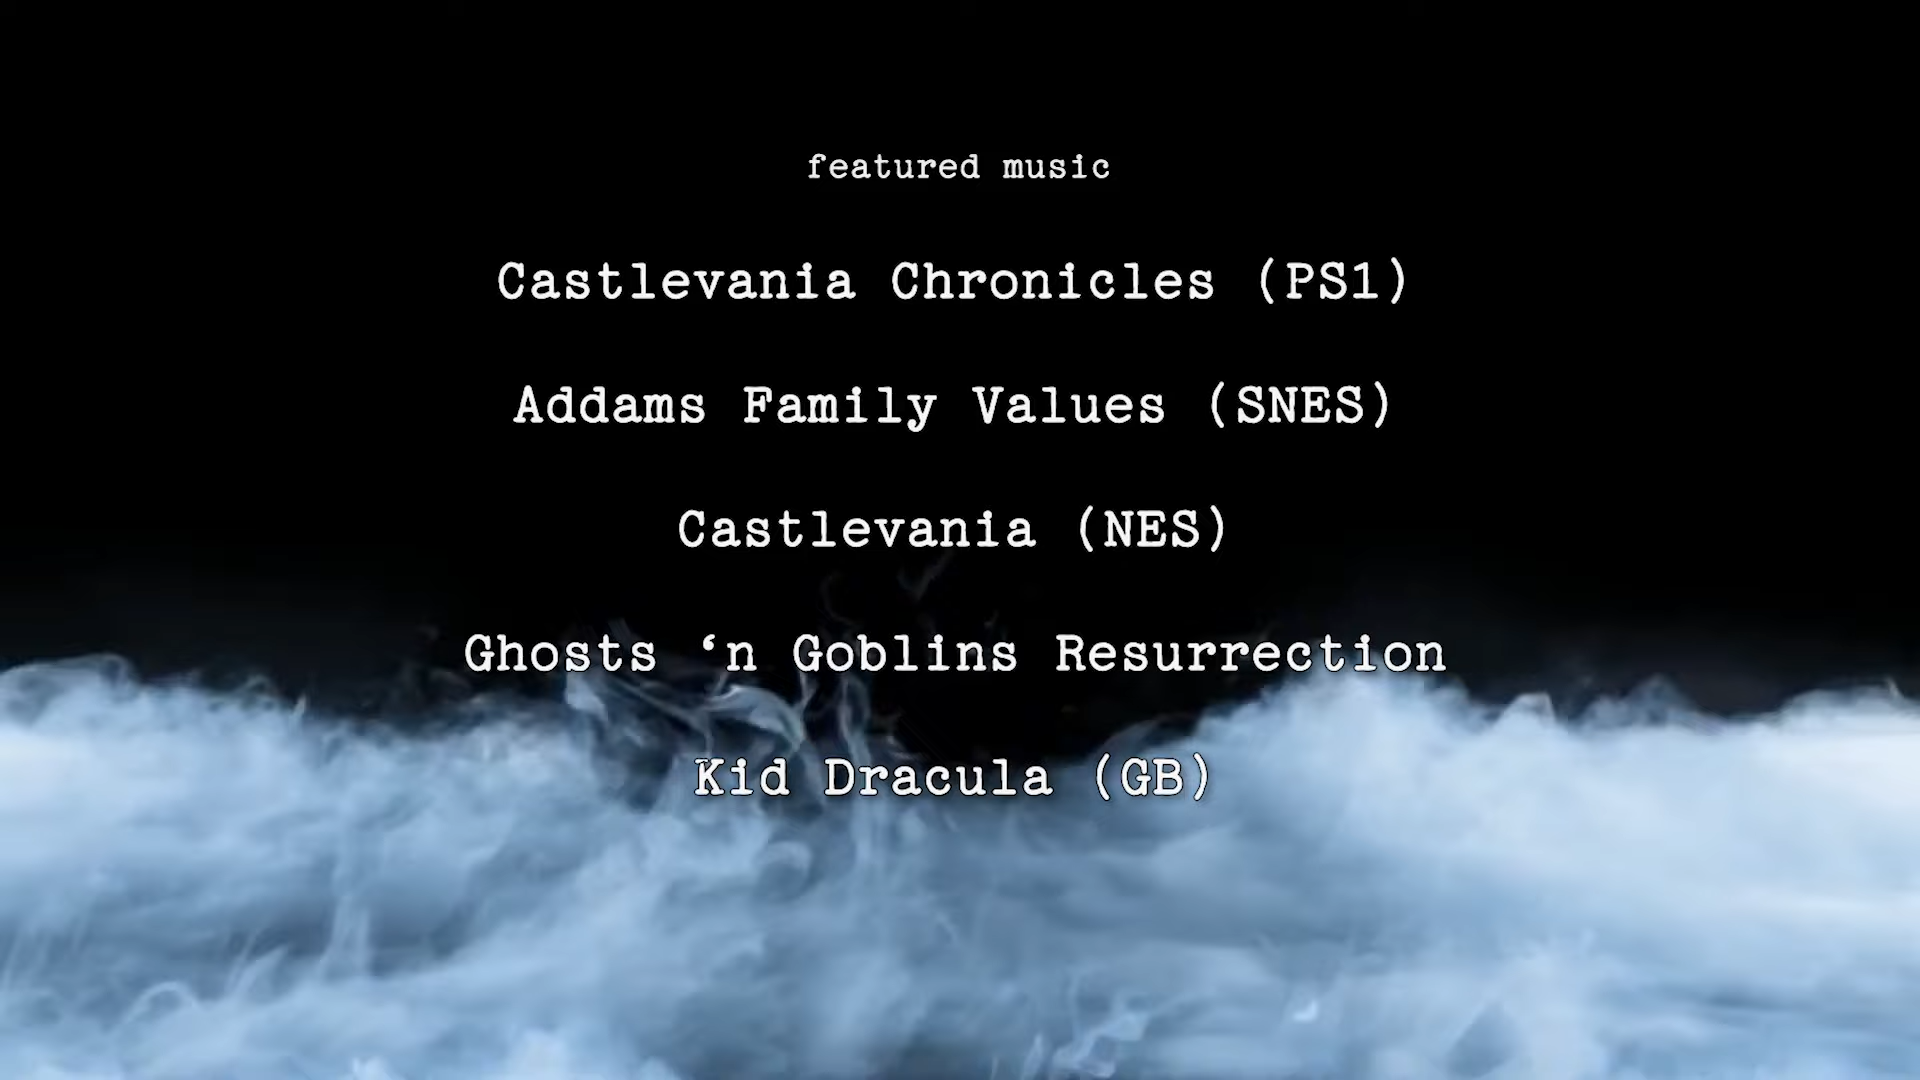 featured music
Castlevania Chronicles (PS1)
Addams Family Values (SNES)
Castlevania (NES)
Ghosts ‘n Goblins Resurrection
Kid Dracula (GB)